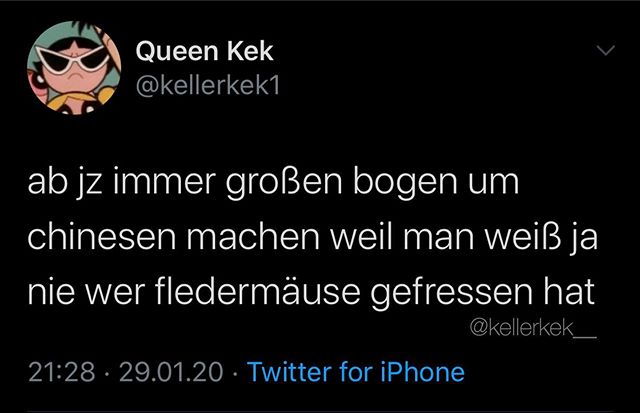 Queen Kek
@kellerkek1
ab jz immer großen bogen um
chinesen machen weil man weiß ja
nie wer fledermäuse gefressen hat
@kellerkek__
21:28 · 29.01.20 · Twitter for iPhone